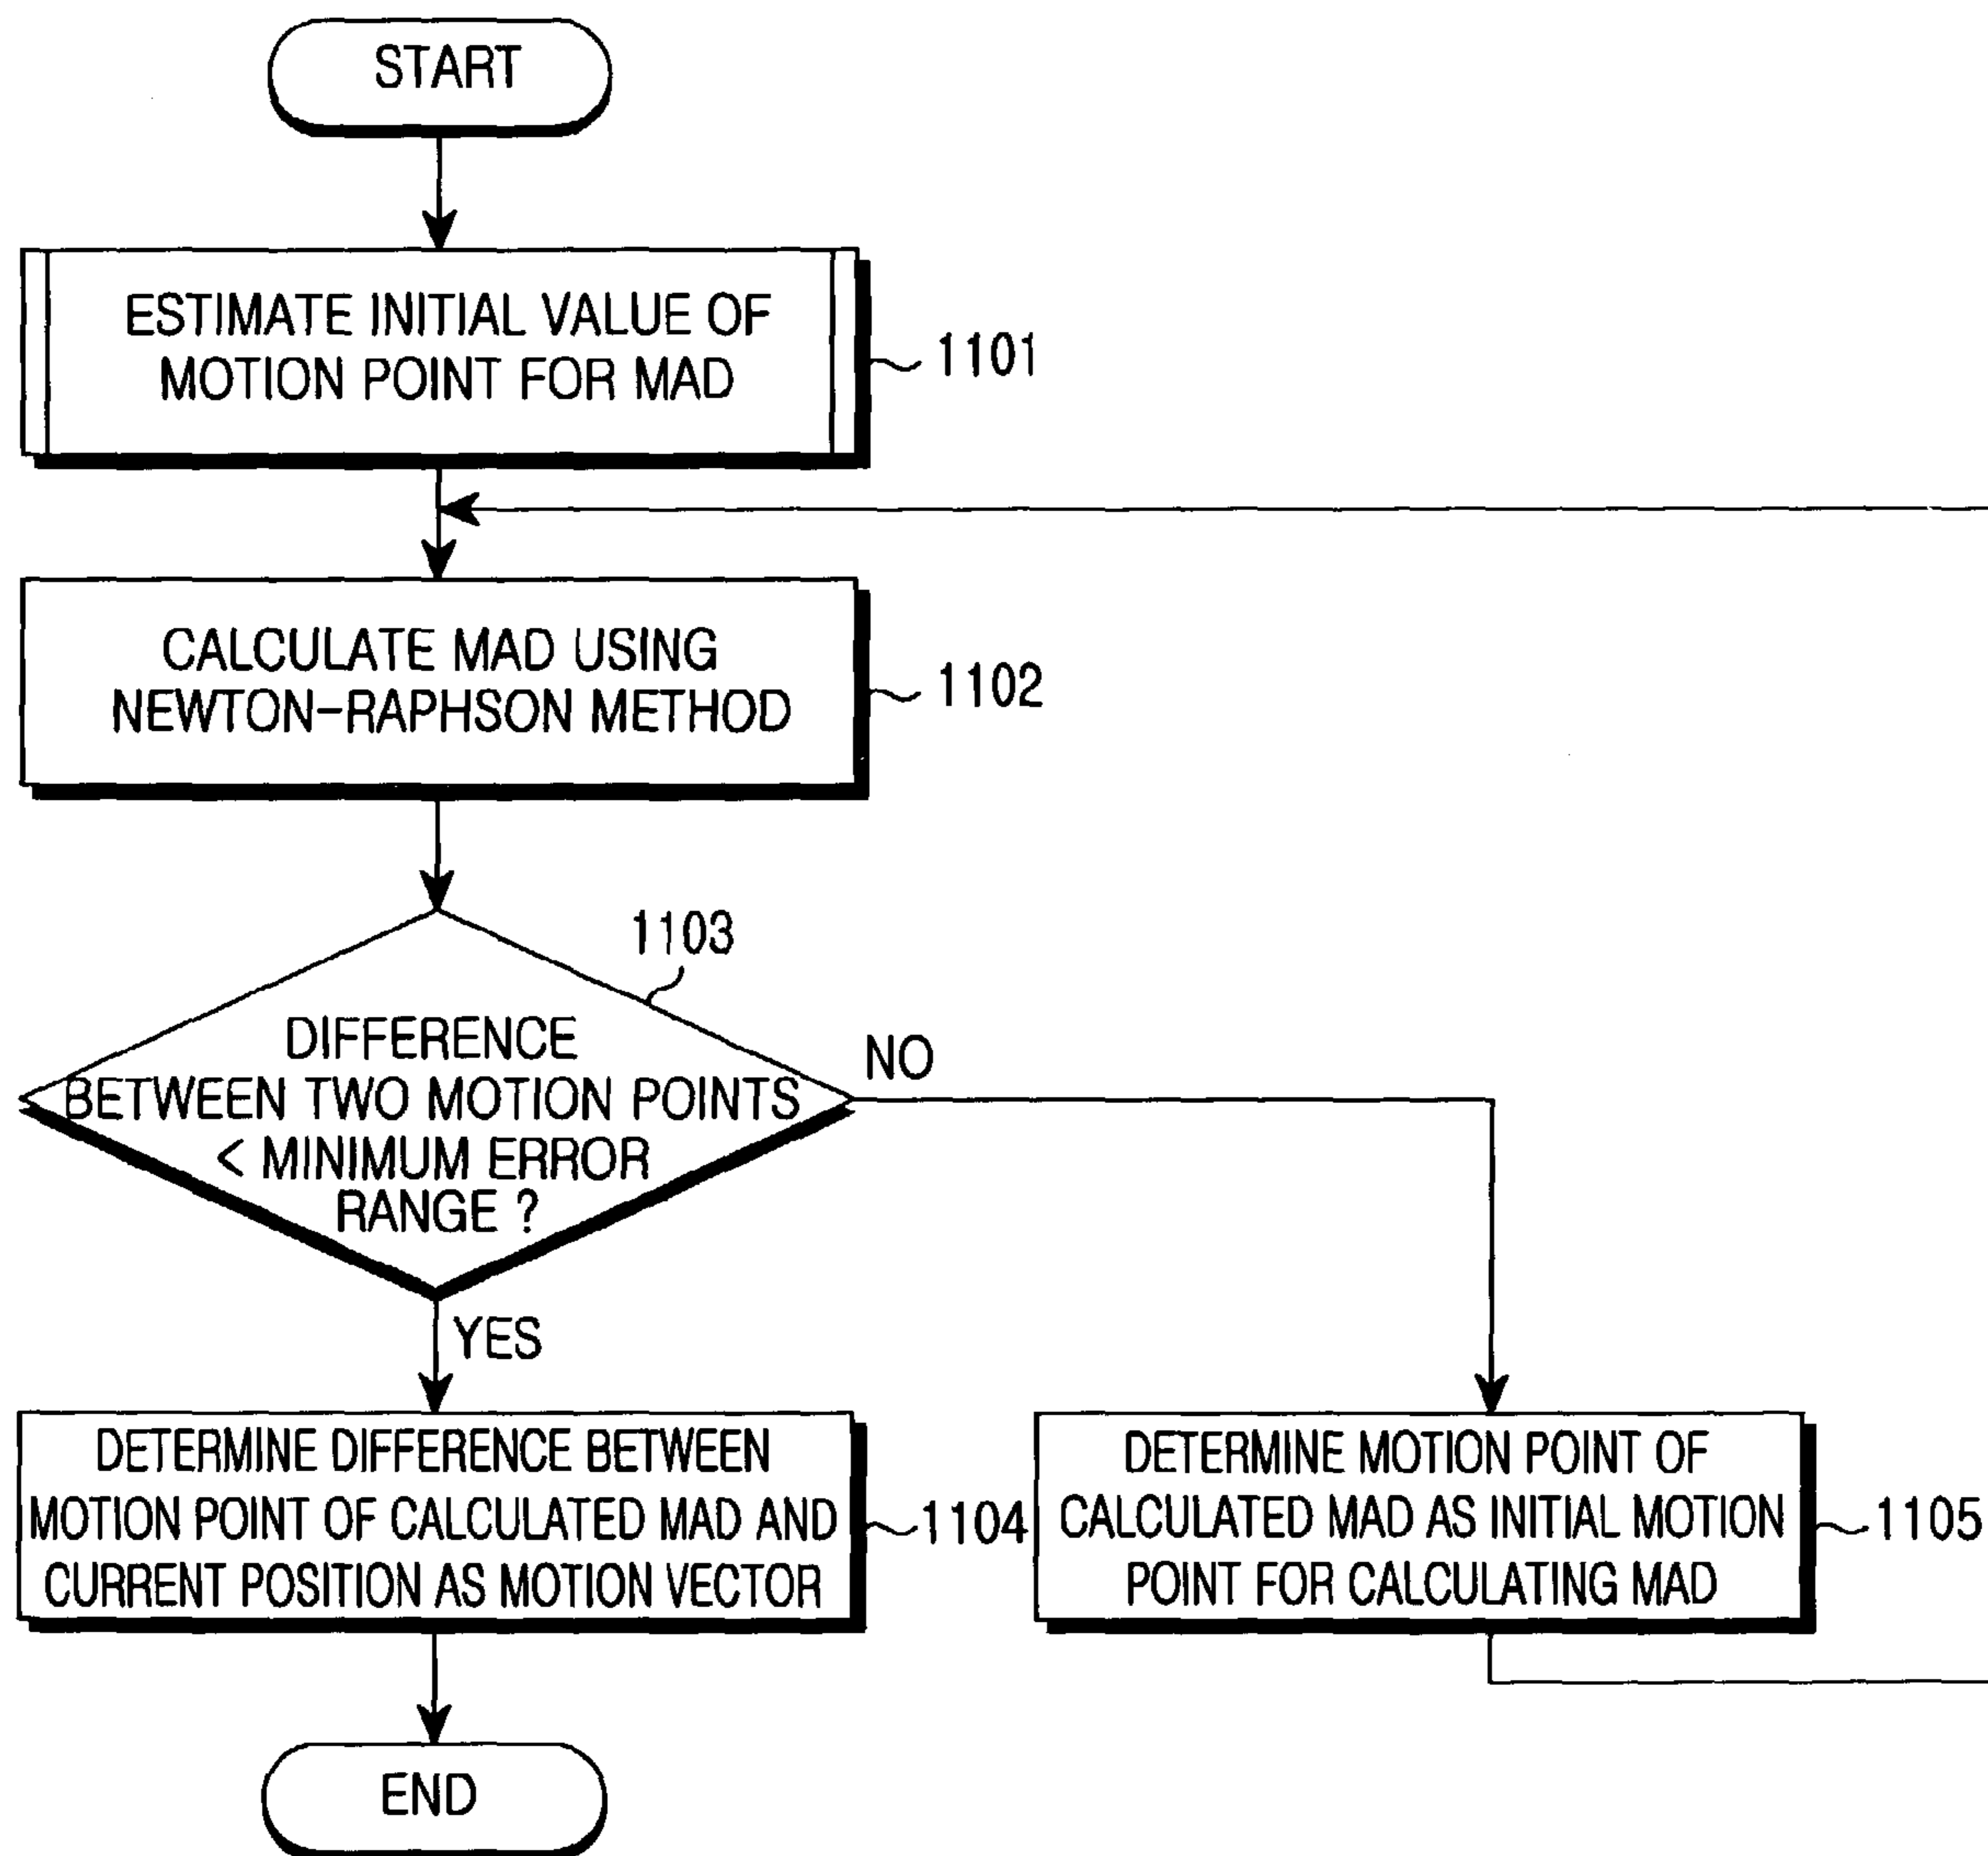 START
ESTIMATE INITIAL VALUE OF
MOTION POINT FOR MAD
1101
CALCULATE MAD USING
NEWTON-RAPHSON METHOD
1102
1103
DIFFERENCE
BETWEEN TWO MOTION POINTS
< MINIMUM ERROR
RANGE ?
NO
YES
DETERMINE DIFFERENCE BETWEEN
MOTION POINT OF CALCULATED MAD AND
CURRENT POSITION AS MOTION VECTOR
1104
DETERMINE MOTION POINT OF
CALCULATED MAD AS INITIAL MOTION
POINT FOR CALCULATING MAD
1105
END